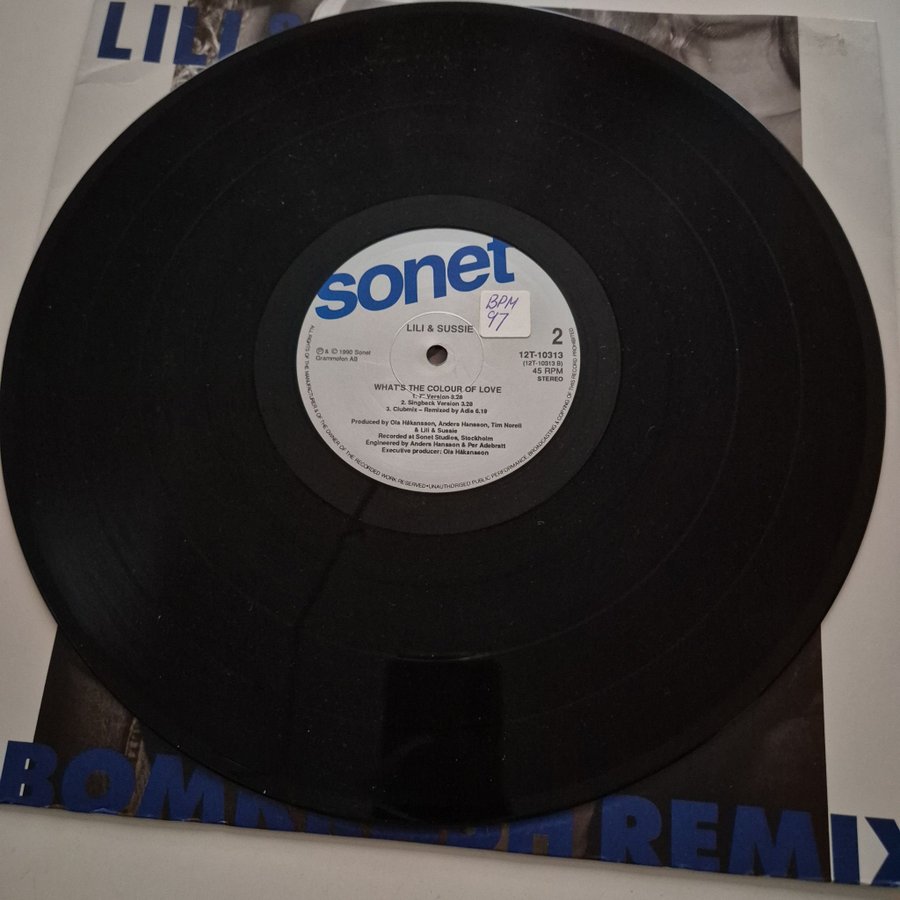 LILI
sonet
BPM
97
LILI & SUSSIE
2
℗ & © 1990 Sonet
Grammofon AB
12T-10313
(12T-10313 B)
45 RPM
STEREO
WHAT'S THE COLOUR OF LOVE
1. 7" Version 3.28
2. Singback Version 3.28
3. Clubmix – Remixed by Adie 6.19
Produced by Ola Håkansson, Anders Hansson, Tim Norell
& Lili & Sussie
Recorded at Sonet Studios, Stockholm
Engineered by Anders Hansson & Per Adebratt
Executive producer: Ola Håkansson
ALL RIGHTS OF THE MANUFACTURER & OF THE OWNER OF THE RECORDED WORK RESERVED•UNAUTHORISED PUBLIC PERFORMANCE, BROADCASTING & COPYING OF THIS RECORD PROHIBITED
REMIX